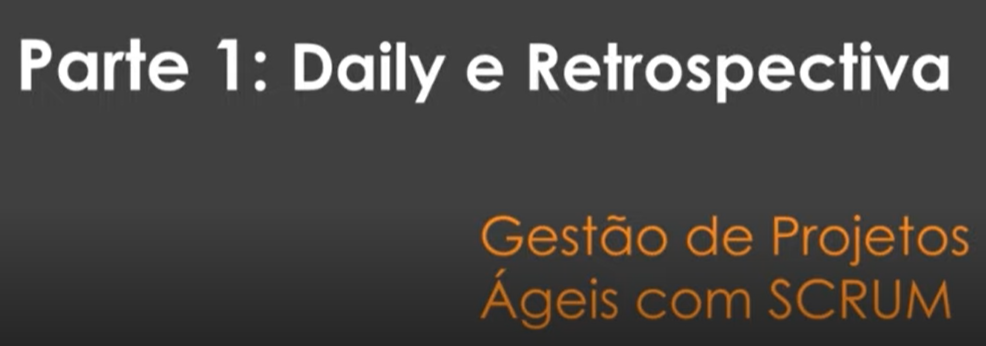 Parte 1: Daily e Retrospectiva
Gestão de Projetos
Ágeis com SCRUM